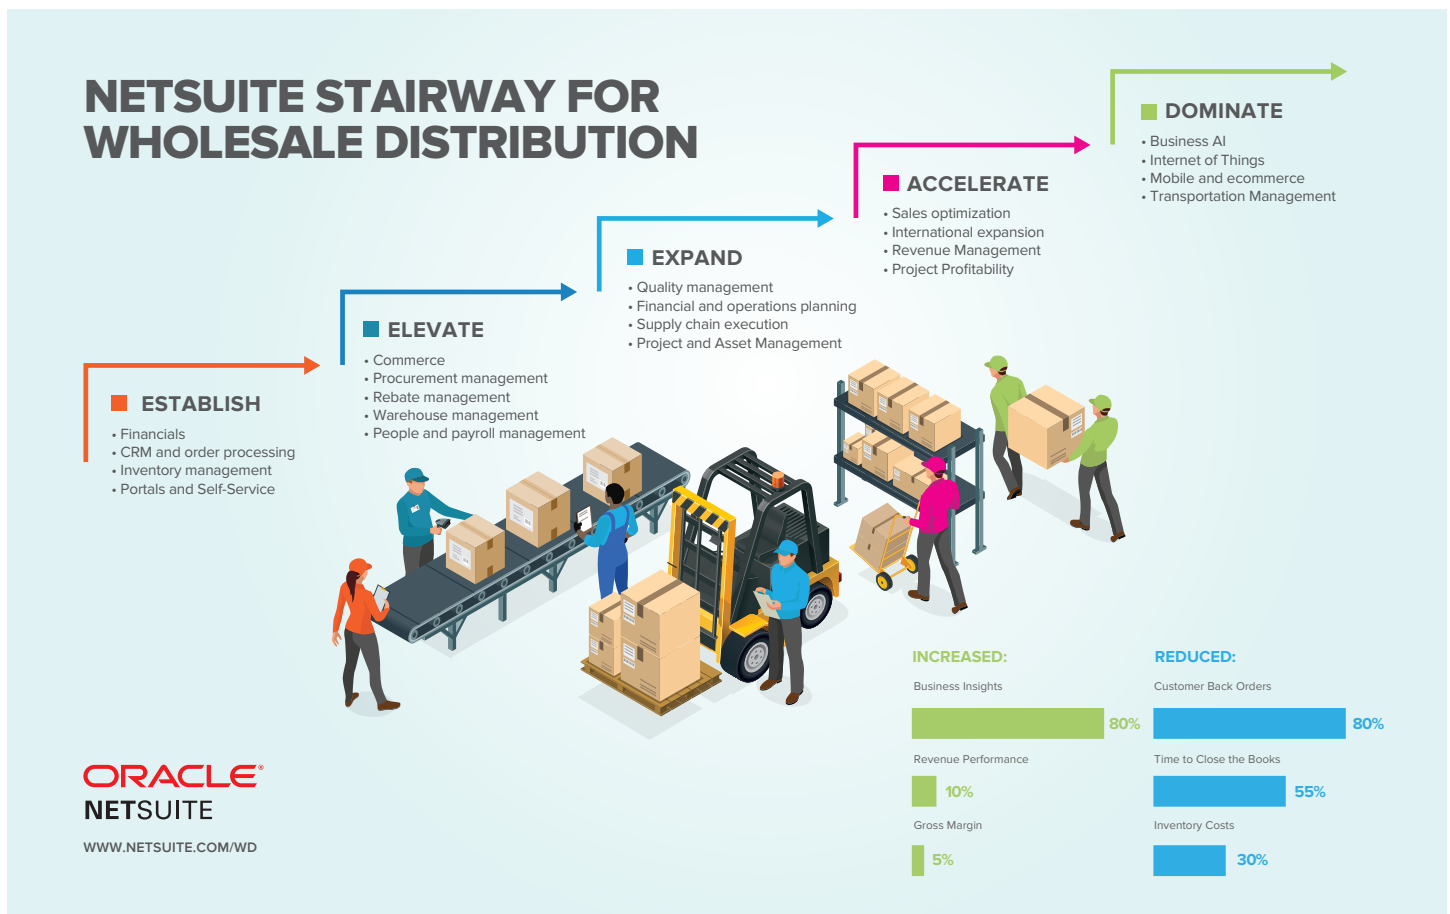 NETSUITE STAIRWAY FOR
WHOLESALE DISTRIBUTION
ESTABLISH
• Financials
• CRM and order processing
• Inventory management
• Portals and Self-Service
ELEVATE
• Commerce
• Procurement management
• Rebate management
• Warehouse management
• People and payroll management
EXPAND
• Quality management
• Financial and operations planning
• Supply chain execution
• Project and Asset Management
ACCELERATE
• Sales optimization
• International expansion
• Revenue Management
• Project Profitability
DOMINATE
• Business AI
• Internet of Things
• Mobile and ecommerce
• Transportation Management
INCREASED:
Business Insights
80%
Revenue Performance
10%
Gross Margin
5%
REDUCED:
Customer Back Orders
80%
Time to Close the Books
55%
Inventory Costs
30%
ORACLE®
NETSUITE
WWW.NETSUITE.COM/WD